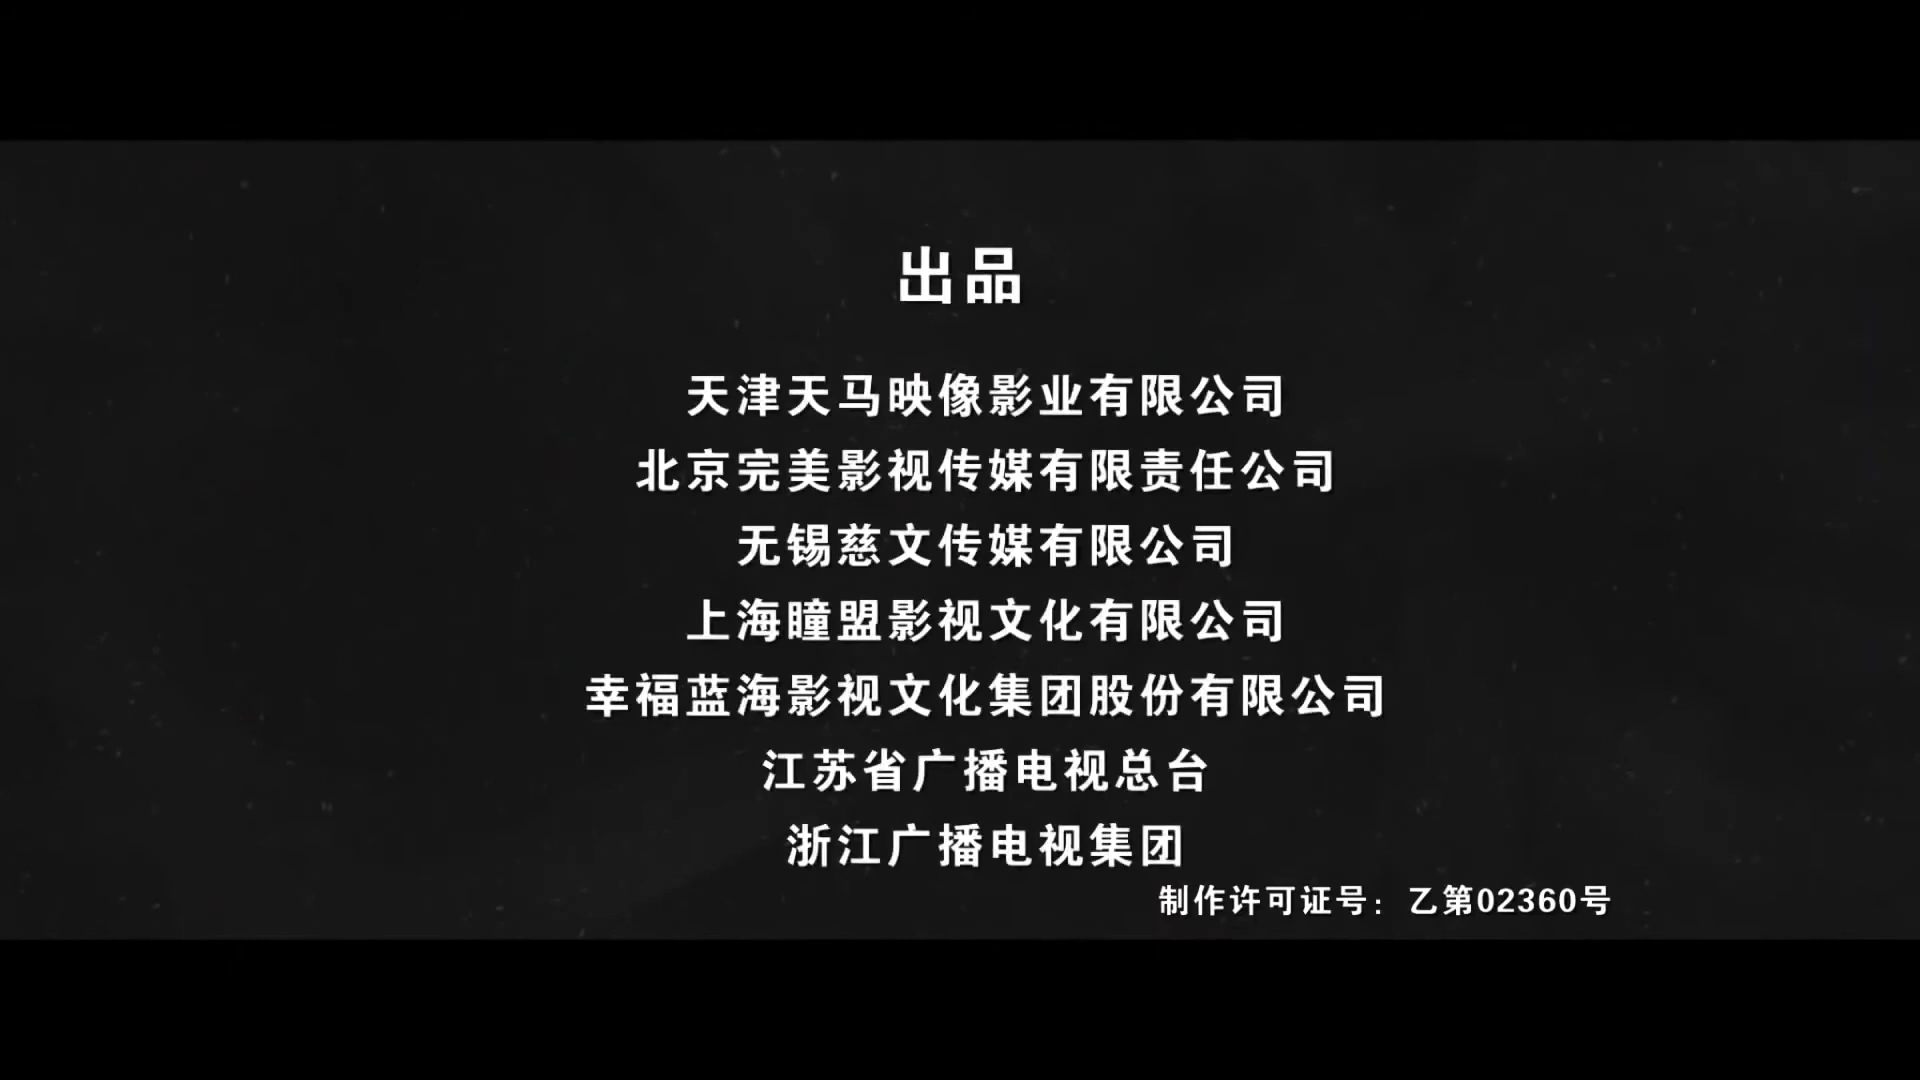 出品
天津天马映像影业有限公司
北京完美影视传媒有限责任公司
无锡慈文传媒有限公司
上海瞳盟影视文化有限公司
幸福蓝海影视文化集团股份有限公司
江苏省广播电视总台
浙江广播电视集团
制作许可证号：乙第02360号